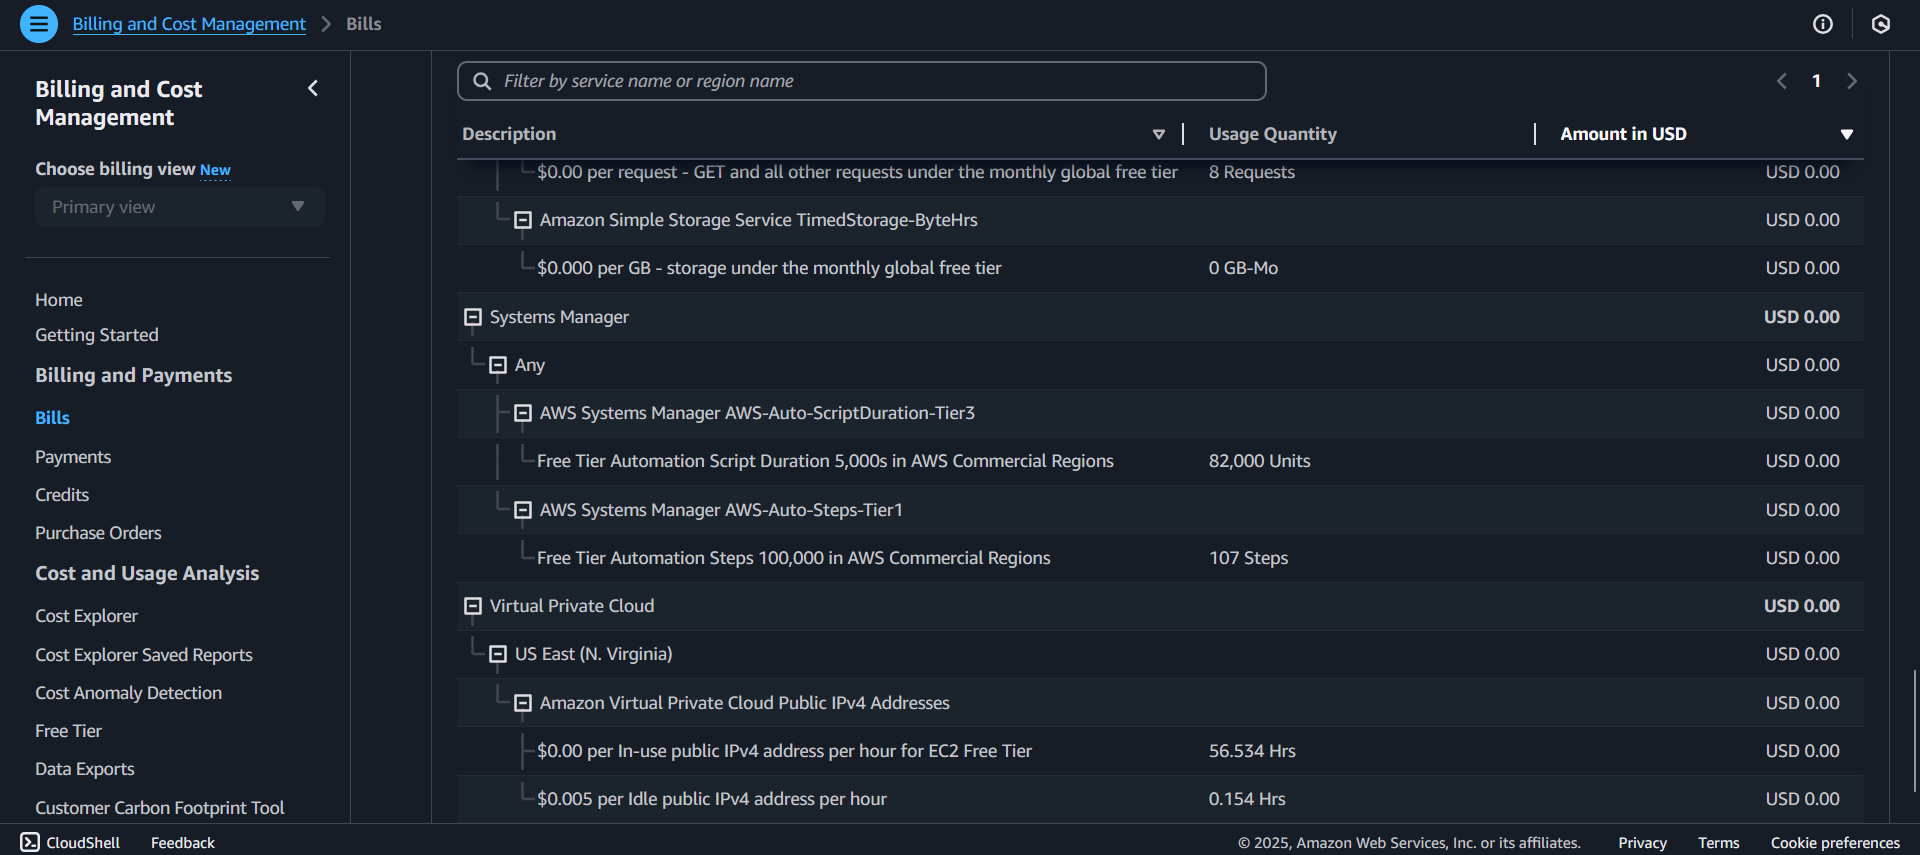 Billing and Cost Management > Bills
Billing and Cost
Management
Choose billing view New
Primary view
Home
Getting Started
Billing and Payments
Bills
Payments
Credits
Purchase Orders
Cost and Usage Analysis
Cost Explorer
Cost Explorer Saved Reports
Cost Anomaly Detection
Free Tier
Data Exports
Customer Carbon Footprint Tool
Filter by service name or region name
1
Description Usage Quantity Amount in USD
$0.00 per request - GET and all other requests under the monthly global free tier 8 Requests USD 0.00
Amazon Simple Storage Service TimedStorage-ByteHrs USD 0.00
$0.000 per GB - storage under the monthly global free tier 0 GB-Mo USD 0.00
Systems Manager USD 0.00
Any USD 0.00
AWS Systems Manager AWS-Auto-ScriptDuration-Tier3 USD 0.00
Free Tier Automation Script Duration 5,000s in AWS Commercial Regions 82,000 Units USD 0.00
AWS Systems Manager AWS-Auto-Steps-Tier1 USD 0.00
Free Tier Automation Steps 100,000 in AWS Commercial Regions 107 Steps USD 0.00
Virtual Private Cloud USD 0.00
US East (N. Virginia) USD 0.00
Amazon Virtual Private Cloud Public IPv4 Addresses USD 0.00
$0.00 per In-use public IPv4 address per hour for EC2 Free Tier 56.534 Hrs USD 0.00
$0.005 per Idle public IPv4 address per hour 0.154 Hrs USD 0.00
CloudShell Feedback © 2025, Amazon Web Services, Inc. or its affiliates. Privacy Terms Cookie preferences